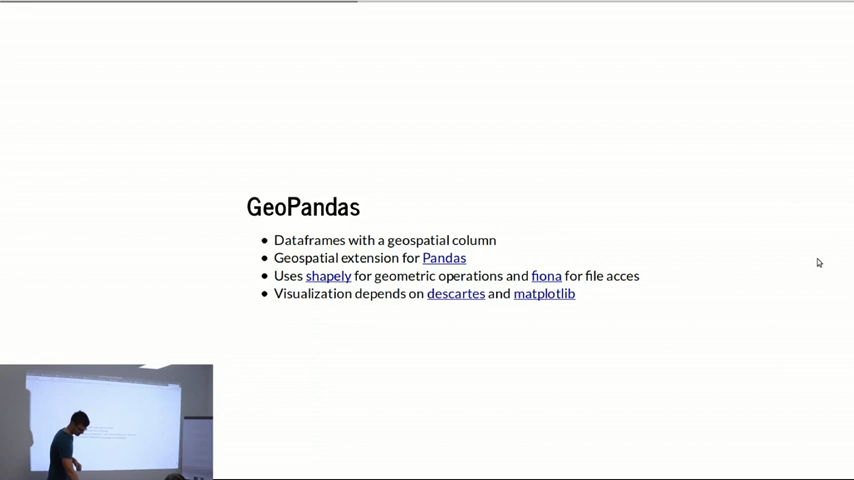 GeoPandas
• Dataframes with a geospatial column
• Geospatial extension for Pandas
• Uses shapely for geometric operations and fiona for file acces
• Visualization depends on descartes and matplotlib